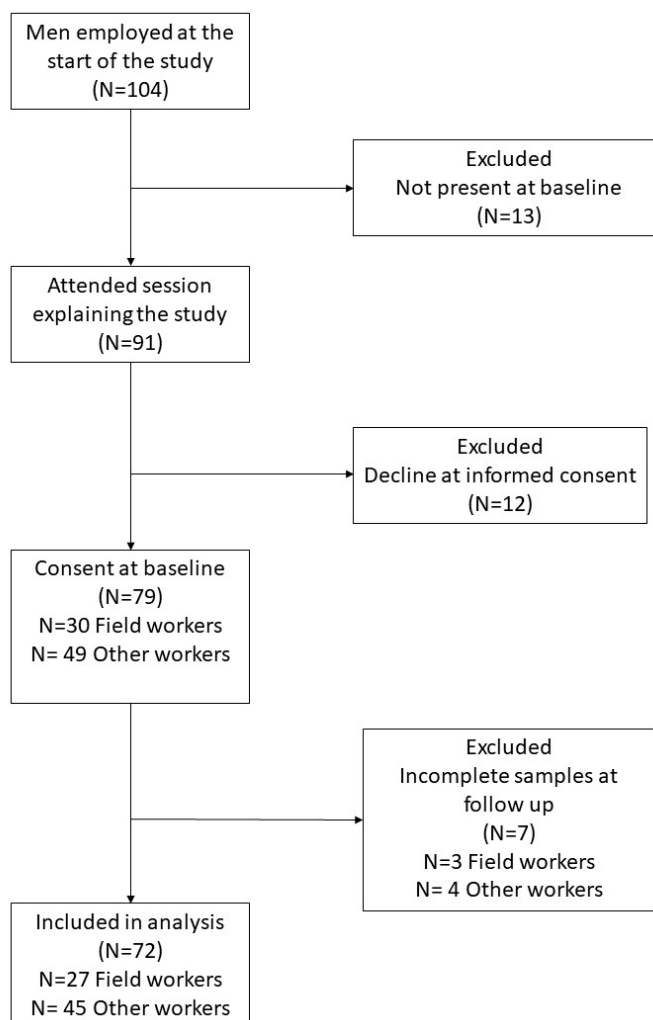 Men employed at the
start of the study
(N=104)
Excluded
Not present at baseline
(N=13)
Attended session
explaining the study
(N=91)
Excluded
Decline at informed consent
(N=12)
Consent at baseline
(N=79)
N=30 Field workers
N= 49 Other workers
Excluded
Incomplete samples at
follow up
(N=7)
N=3 Field workers
N= 4 Other workers
Included in analysis
(N=72)
N=27 Field workers
N= 45 Other workers